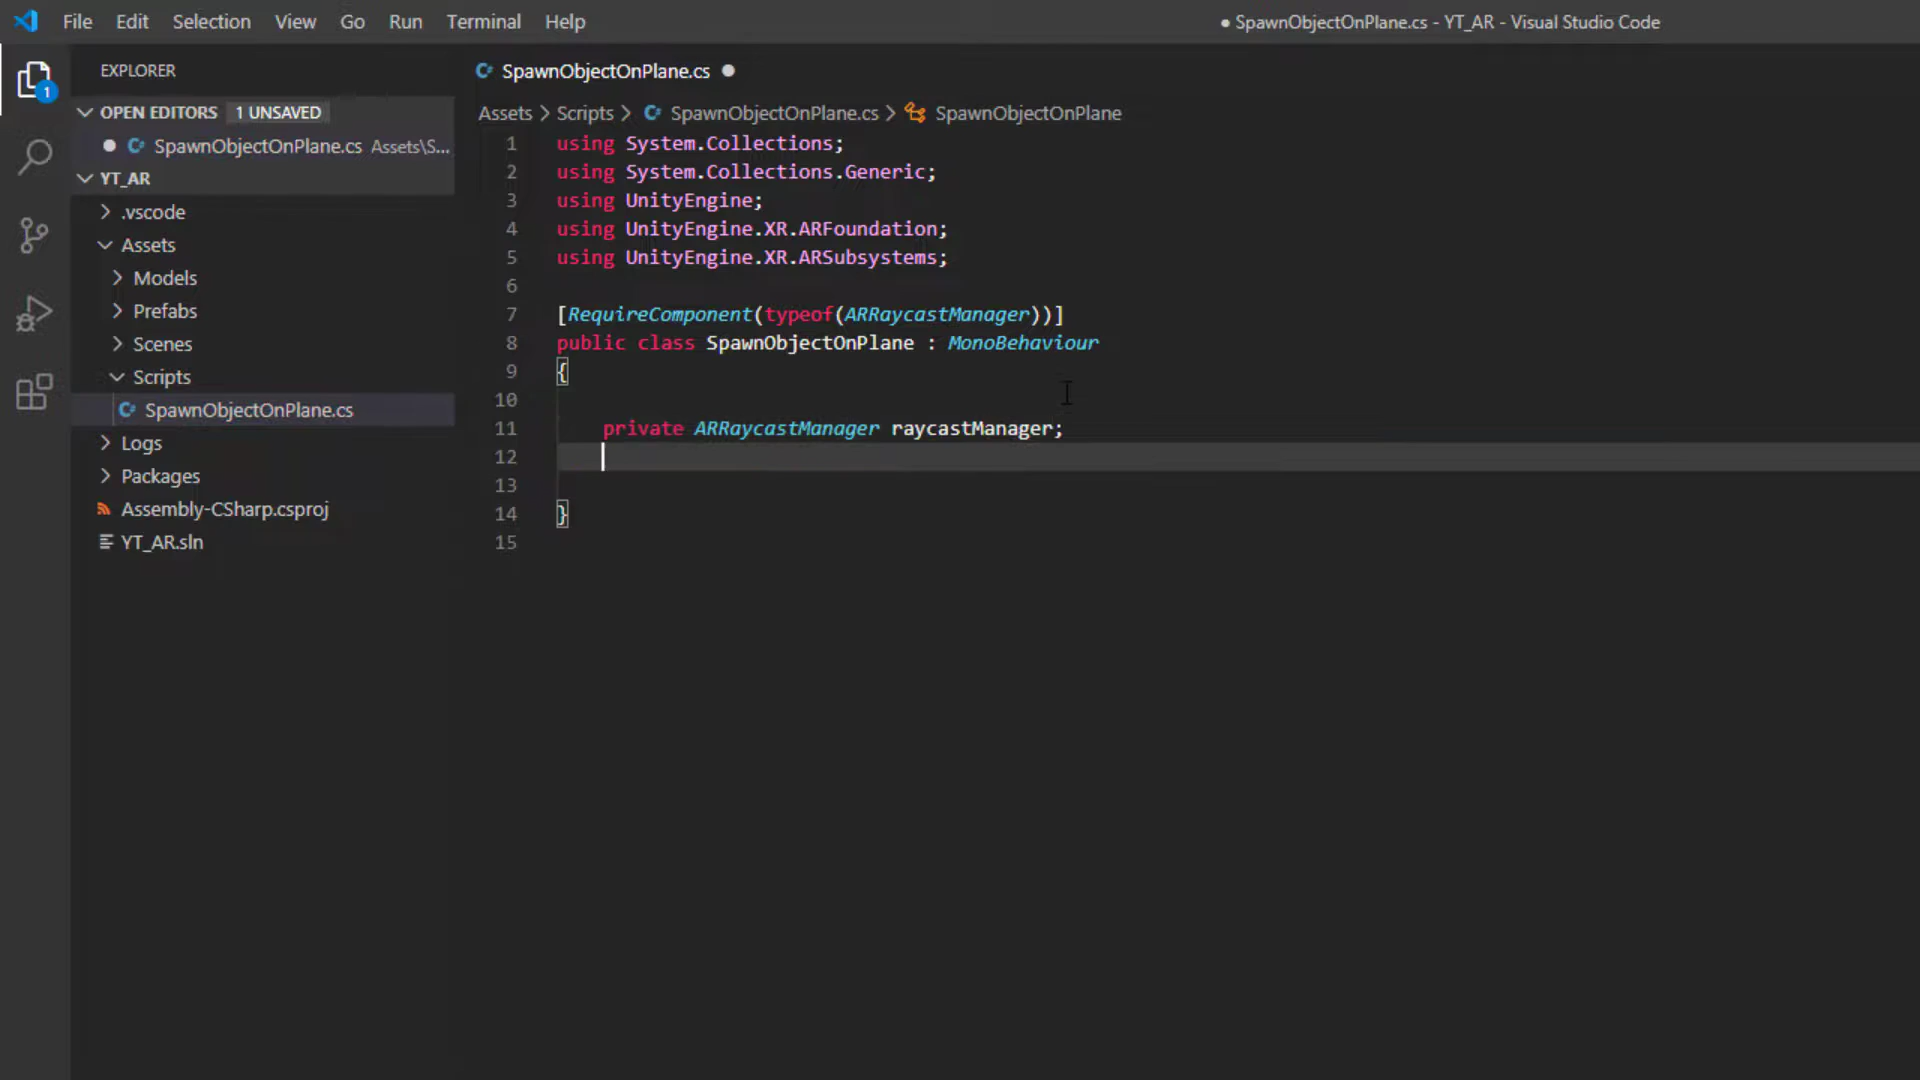 File Edit Selection View Go Run Terminal Help ● SpawnObjectOnPlane.cs - YT_AR - Visual Studio Code
EXPLORER
OPEN EDITORS 1 UNSAVED
SpawnObjectOnPlane.cs Assets\S...
YT_AR
.vscode
Assets
Models
Prefabs
Scenes
Scripts
SpawnObjectOnPlane.cs
Logs
Packages
Assembly-CSharp.csproj
YT_AR.sln
1
SpawnObjectOnPlane.cs ●
Assets > Scripts > SpawnObjectOnPlane.cs > SpawnObjectOnPlane
1 using System.Collections;
2 using System.Collections.Generic;
3 using UnityEngine;
4 using UnityEngine.XR.ARFoundation;
5 using UnityEngine.XR.ARSubsystems;
6
7 [RequireComponent(typeof(ARRaycastManager))]
8 public class SpawnObjectOnPlane : MonoBehaviour
9 {
10
11 private ARRaycastManager raycastManager;
12
13
14 }
15